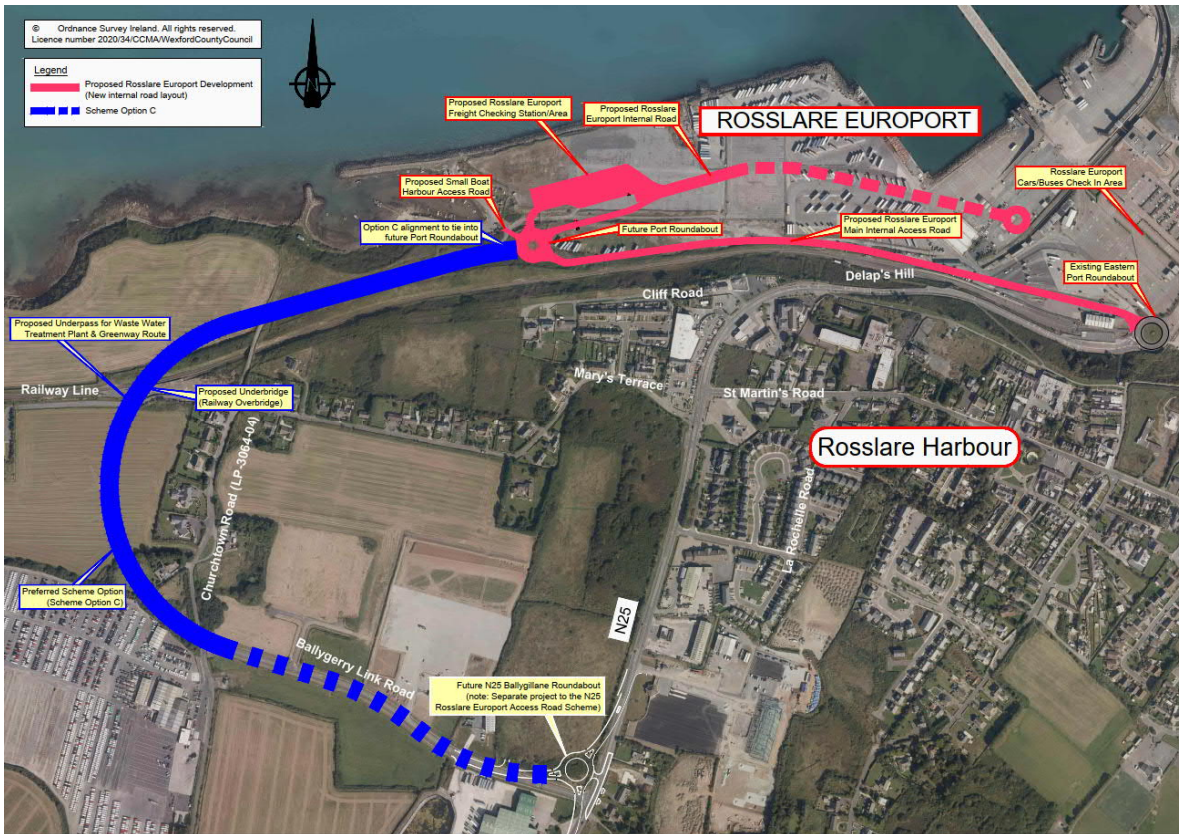 © Ordnance Survey Ireland. All rights reserved.
Licence number 2020/34/CCMA/WexfordCountyCouncil
Legend
Proposed Rosslare Europort Development
(New internal road layout)
Scheme Option C
Proposed Rosslare Europort
Freight Checking Station/Area
Proposed Rosslare
Europort Internal Road
ROSSLARE EUROPORT
Rosslare Europort
Cars/Buses Check In Area
Proposed Small Boat
Harbour Access Road
Option C alignment to tie into
future Port Roundabout
Future Port Roundabout
Proposed Rosslare Europort
Main Internal Access Road
Existing Eastern
Port Roundabout
Delap's Hill
Cliff Road
Proposed Underpass for Waste Water
Treatment Plant & Greenway Route
Railway Line
Proposed Underbridge
(Railway Overbridge)
Mary's Terrace
St Martin's Road
Rosslare Harbour
Churchtown Road (LP-3064-04)
La Rochelle Road
Preferred Scheme Option
(Scheme Option C)
N25
Ballygerry Link Road
Future N25 Ballygillane Roundabout
(note: Separate project to the N25
Rosslare Europort Access Road Scheme)